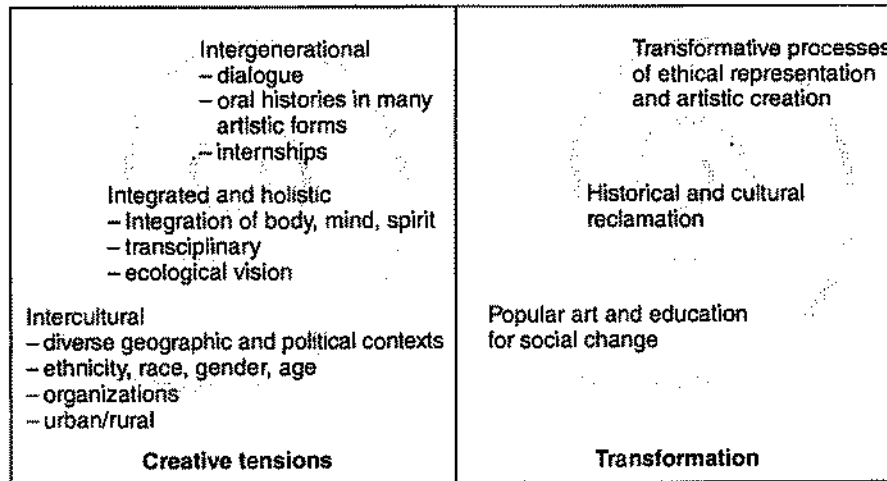 Intergenerational
– dialogue
– oral histories in many
artistic forms
– internships
Integrated and holistic
– Integration of body, mind, spirit
– transciplinary
– ecological vision
Intercultural
– diverse geographic and political contexts
– ethnicity, race, gender, age
– organizations
– urban/rural
Creative tensions
Transformative processes
of ethical representation
and artistic creation
Historical and cultural
reclamation
Popular art and education
for social change
Transformation